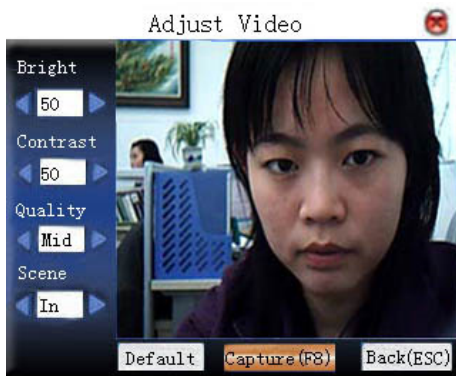 Adjust Video
Bright
50
Contrast
50
Quality
Mid
Scene
In
Default Capture(F8) Back(ESC)